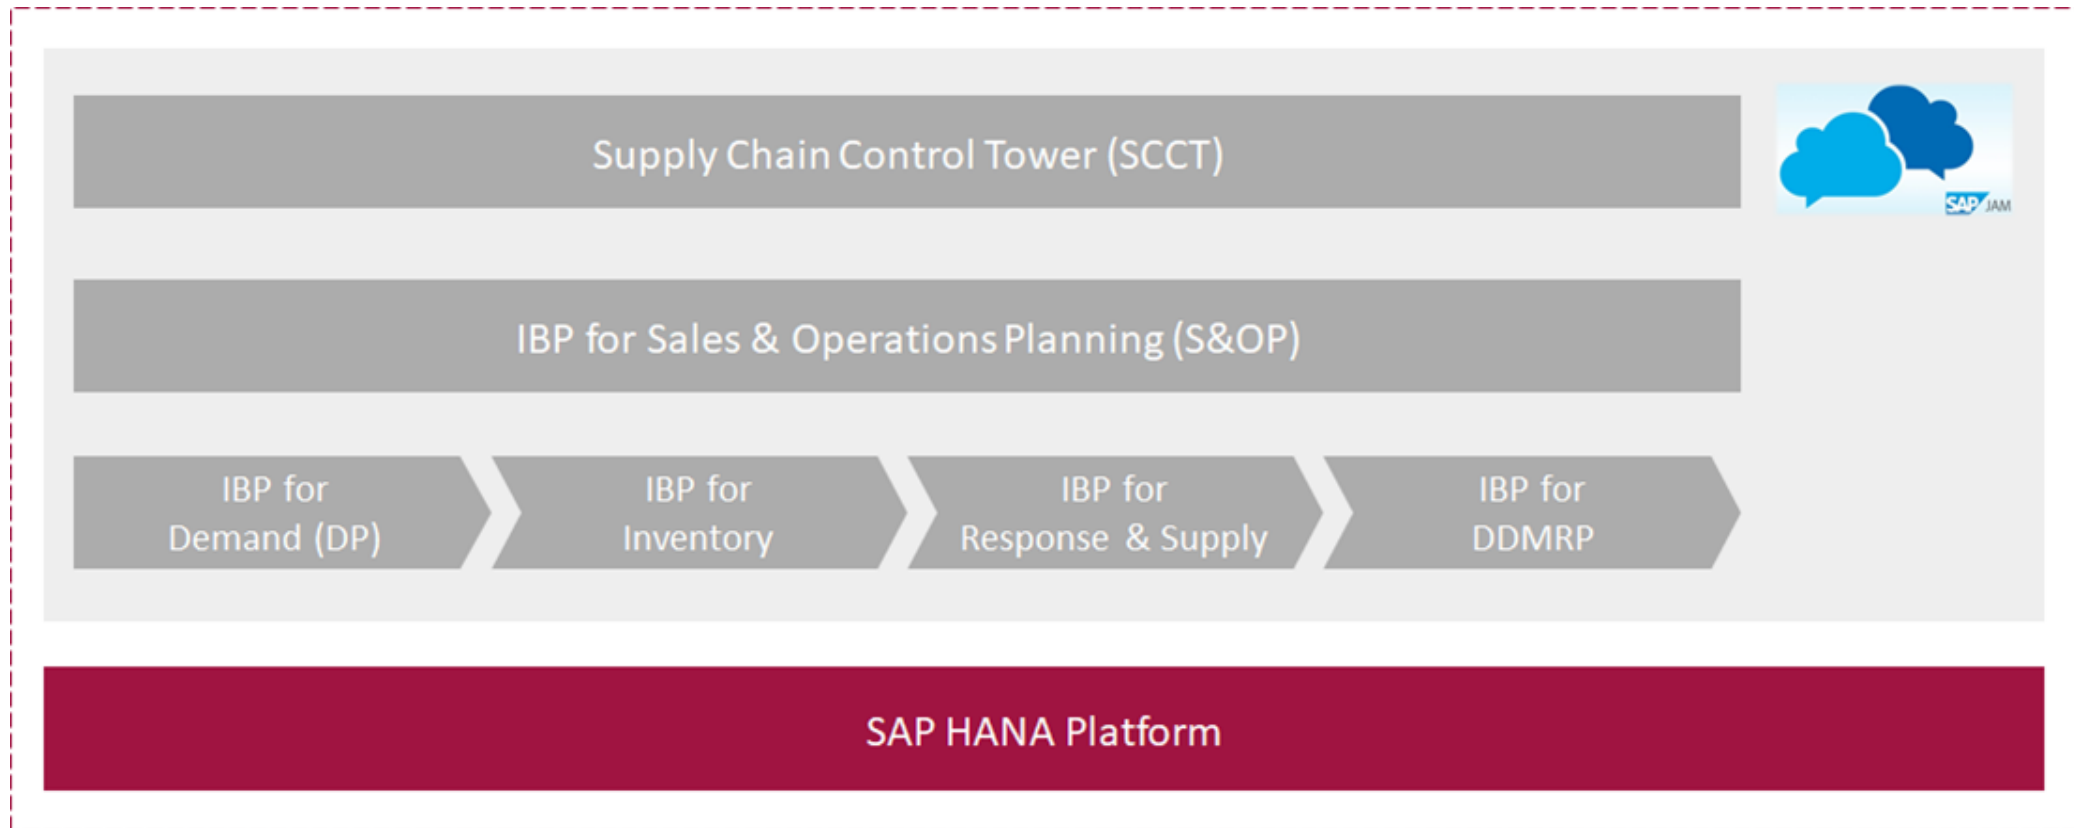 Supply Chain Control Tower (SCCT)
SAP JAM
IBP for Sales & Operations Planning (S&OP)
IBP for
Demand (DP)
IBP for
Inventory
IBP for
Response & Supply
IBP for
DDMRP
SAP HANA Platform